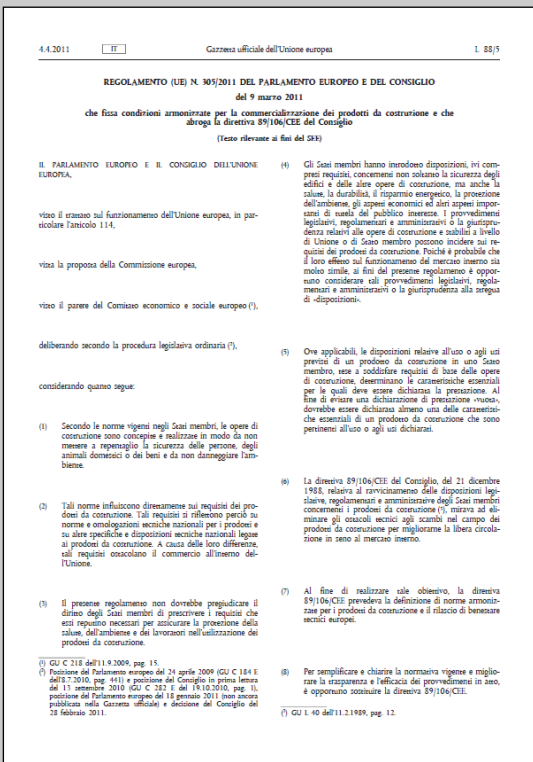 4.4.2011
IT
Gazzetta ufficiale dell'Unione europea
L 88/5
REGOLAMENTO (UE) N. 305/2011 DEL PARLAMENTO EUROPEO E DEL CONSIGLIO
del 9 marzo 2011
che fissa condizioni armonizzate per la commercializzazione dei prodotti da costruzione e che
abroga la direttiva 89/106/CEE del Consiglio
(Testo rilevante ai fini del SEE)
IL PARLAMENTO EUROPEO E IL CONSIGLIO DELL'UNIONE
EUROPEA,
visto il trattato sul funzionamento dell'Unione europea, in par-
ticolare l'articolo 114,
vista la proposta della Commissione europea,
visto il parere del Comitato economico e sociale europeo (¹),
deliberando secondo la procedura legislativa ordinaria (²),
considerando quanto segue:
(1) Secondo le norme vigenti negli Stati membri, le opere di
costruzione sono concepite e realizzate in modo da non
mettere a repentaglio la sicurezza delle persone, degli
animali domestici o dei beni e da non danneggiare l'am-
biente.
(2) Tali norme influiscono direttamente sui requisiti dei pro-
dotti da costruzione. Tali requisiti si riflettono perciò su
norme e omologazioni tecniche nazionali per i prodotti e
su altre specifiche e disposizioni tecniche nazionali legate
ai prodotti da costruzione. A causa delle loro differenze,
tali requisiti ostacolano il commercio all'interno del-
l'Unione.
(3) Il presente regolamento non dovrebbe pregiudicare il
diritto degli Stati membri di prescrivere i requisiti che
essi reputino necessari per assicurare la protezione della
salute, dell'ambiente e dei lavoratori nell'utilizzazione dei
prodotti da costruzione.
(¹) GU C 218 dell'11.9.2009, pag. 15.
(²) Posizione del Parlamento europeo del 24 aprile 2009 (GU C 184 E
dell'8.7.2010, pag. 441) e posizione del Consiglio in prima lettura
del 13 settembre 2010 (GU C 282 E del 19.10.2010, pag. 1),
posizione del Parlamento europeo del 18 gennaio 2011 (non ancora
pubblicata nella Gazzetta ufficiale) e decisione del Consiglio del
28 febbraio 2011.
(4) Gli Stati membri hanno introdotto disposizioni, ivi com-
presi requisiti, concernenti non soltanto la sicurezza degli
edifici e delle altre opere di costruzione, ma anche la
salute, la durabilità, il risparmio energetico, la protezione
dell'ambiente, gli aspetti economici ed altri aspetti impor-
tanti di tutela del pubblico interesse. I provvedimenti
legislativi, regolamentari e amministrativi o la giurispru-
denza relativi alle opere di costruzione e stabiliti a livello
di Unione o di Stato membro possono incidere sui re-
quisiti dei prodotti da costruzione. Poiché è probabile che
il loro effetto sul funzionamento del mercato interno sia
molto simile, ai fini del presente regolamento è oppor-
tuno considerare tali provvedimenti legislativi, regola-
mentari e amministrativi o la giurisprudenza alla stregua
di «disposizioni».
(5) Ove applicabili, le disposizioni relative all'uso o agli usi
previsti di un prodotto da costruzione in uno Stato
membro, tese a soddisfare requisiti di base delle opere
di costruzione, determinano le caratteristiche essenziali
per le quali deve essere dichiarata la prestazione. Al
fine di evitare una dichiarazione di prestazione «vuota»,
dovrebbe essere dichiarata almeno una delle caratteristi-
che essenziali di un prodotto da costruzione che sono
pertinenti all'uso o agli usi dichiarati.
(6) La direttiva 89/106/CEE del Consiglio, del 21 dicembre
1988, relativa al ravvicinamento delle disposizioni legi-
slative, regolamentari e amministrative degli Stati membri
concernenti i prodotti da costruzione (³), mirava ad eli-
minare gli ostacoli tecnici agli scambi nel campo dei
prodotti da costruzione per migliorarne la libera circola-
zione in seno al mercato interno.
(7) Al fine di realizzare tale obiettivo, la direttiva
89/106/CEE prevedeva la definizione di norme armoniz-
zate per i prodotti da costruzione e il rilascio di benestare
tecnici europei.
(8) Per semplificare e chiarire la normativa vigente e miglio-
rare la trasparenza e l'efficacia dei provvedimenti in atto,
è opportuno sostituire la direttiva 89/106/CEE.
(³) GU L 40 dell'11.2.1989, pag. 12.